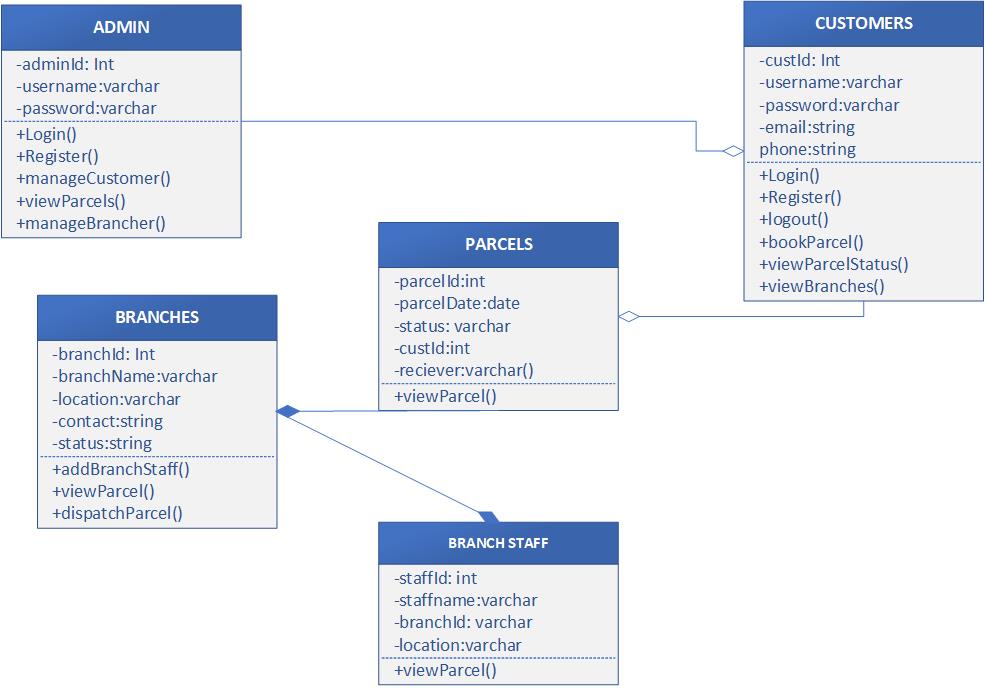 ADMIN
-adminId: Int
-username:varchar
-password:varchar
+Login()
+Register()
+manageCustomer()
+viewParcels()
+manageBrancher()
CUSTOMERS
-custId: Int
-username:varchar
-password:varchar
-email:string
phone:string
+Login()
+Register()
+logout()
+bookParcel()
+viewParcelStatus()
+viewBranches()
PARCELS
-parcelId:int
-parcelDate:date
-status: varchar
-custId:int
-reciever:varchar()
+viewParcel()
BRANCHES
-branchId: Int
-branchName:varchar
-location:varchar
-contact:string
-status:string
+addBranchStaff()
+viewParcel()
+dispatchParcel()
BRANCH STAFF
-staffId: int
-staffname:varchar
-branchId: varchar
-location:varchar
+viewParcel()